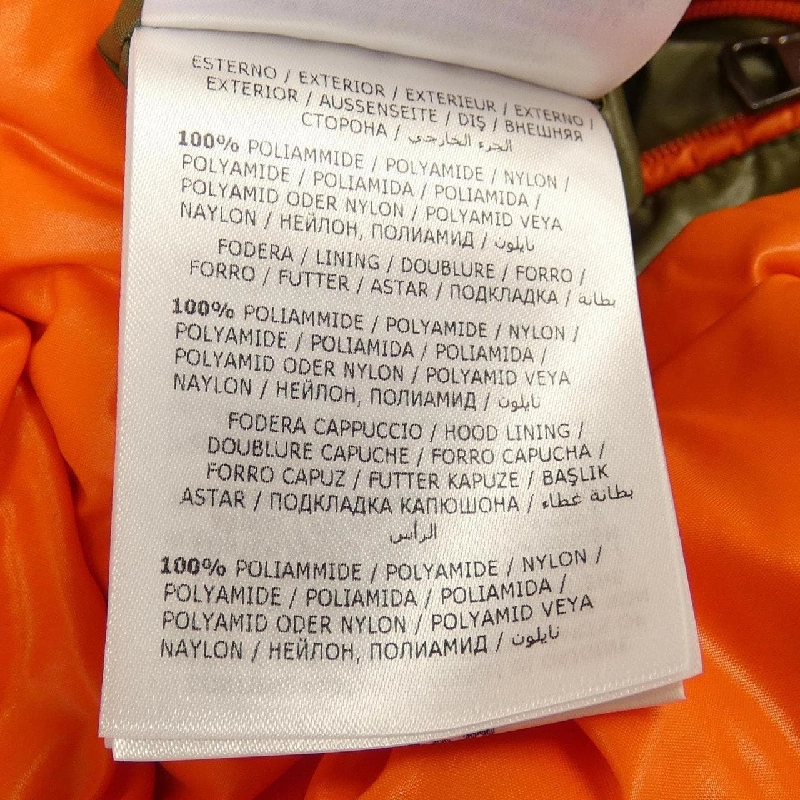 ESTERNO / EXTERIOR / EXTERIEUR / EXTERNO /
EXTERIOR / AUSSENSEITE / DIŞ / ВНЕШНЯЯ
СТОРОНА / الجزء الخارجي
100% POLIAMMIDE / POLYAMIDE / NYLON /
POLYAMIDE / POLIAMIDA / POLIAMIDA /
POLYAMID ODER NYLON / POLYAMID VEYA
NAYLON / НЕЙЛОН, ПОЛИАМИД / نايلون
FODERA / LINING / DOUBLURE / FORRO /
FORRO / FUTTER / ASTAR / ПОДКЛАДКА / بطانة
100% POLIAMMIDE / POLYAMIDE / NYLON /
POLYAMIDE / POLIAMIDA / POLIAMIDA /
POLYAMID ODER NYLON / POLYAMID VEYA
NAYLON / НЕЙЛОН, ПОЛИАМИД / نايلون
FODERA CAPPUCCIO / HOOD LINING /
DOUBLURE CAPUCHE / FORRO CAPUCHA /
FORRO CAPUZ / FUTTER KAPUZE / BAŞLIK
ASTAR / ПОДКЛАДКА КАПЮШОНА / بطانة غطاء
الرأس
100% POLIAMMIDE / POLYAMIDE / NYLON /
POLYAMIDE / POLIAMIDA / POLIAMIDA /
POLYAMID ODER NYLON / POLYAMID VEYA
NAYLON / НЕЙЛОН, ПОЛИАМИД / نايلون